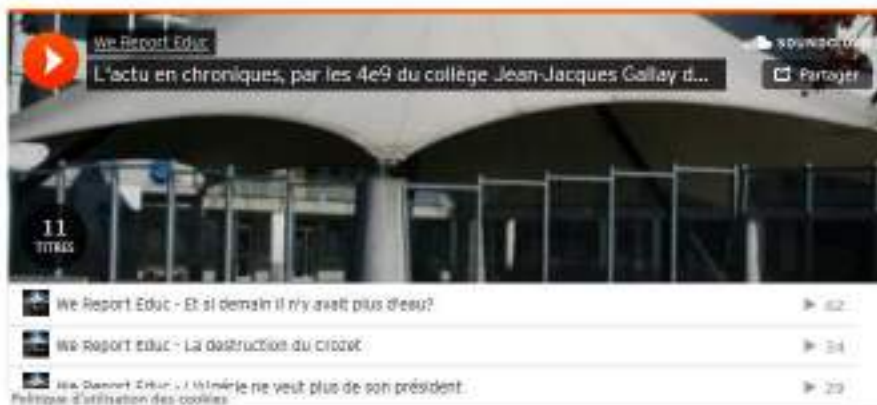 We Report Educ
SOUNDCLOUD
L'actu en chroniques, par les 4e9 du collège Jean-Jacques Gallay d...
Partager
11
TITRES
We Report Educ - Et si demain il n'y avait plus d'eau?
We Report Educ - La destruction du Crozet
34
We Report Educ - L'Algérie ne veut plus de son président
29
Politique d'utilisation des cookies